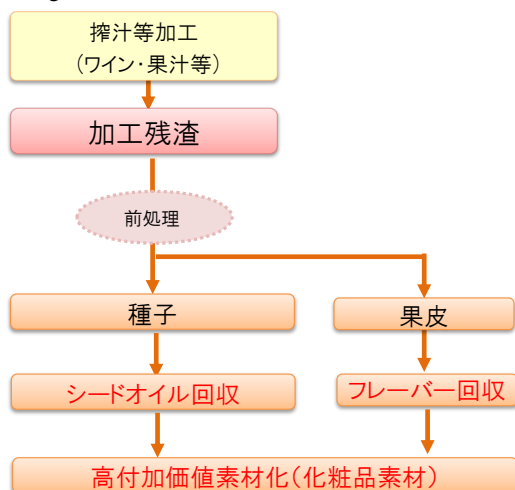 搾汁等加工
（ワイン･果汁等）
加工残渣
前処理
種子
果皮
シードオイル回収
フレーバー回収
高付加価値素材化（化粧品素材）